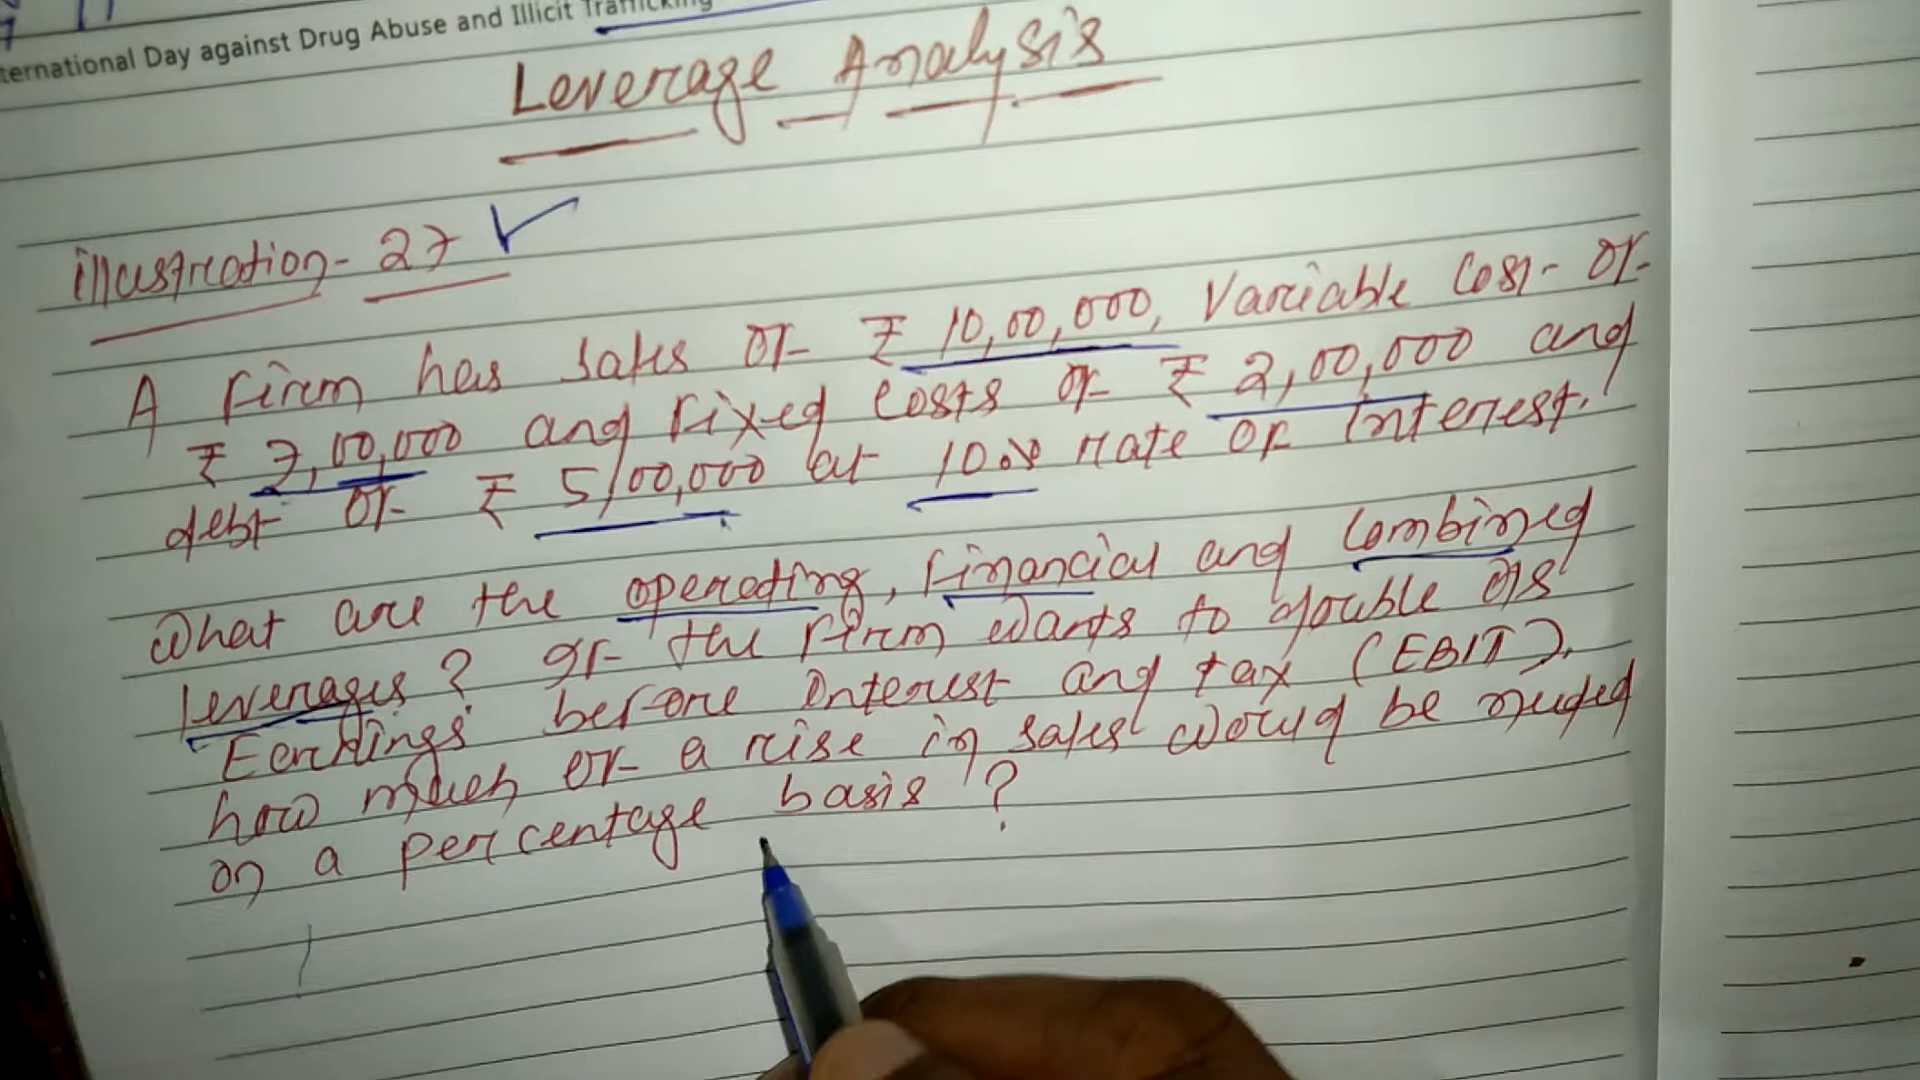 ternational Day against Drug Abuse and Illicit Trafficking
Leverage Analysis
illustration - 27
A firm has sales of ₹ 10,00,000, Variable Cost of
₹ 7,00,000 and fixed costs of ₹ 2,00,000 and
debt of ₹ 5,00,000 at 10% rate of interest.
What are the operating, financial and combined
leverages? If the firm wants to double its
Earnings before interest and tax (EBIT),
how much of a rise in sales would be needed
on a percentage basis?